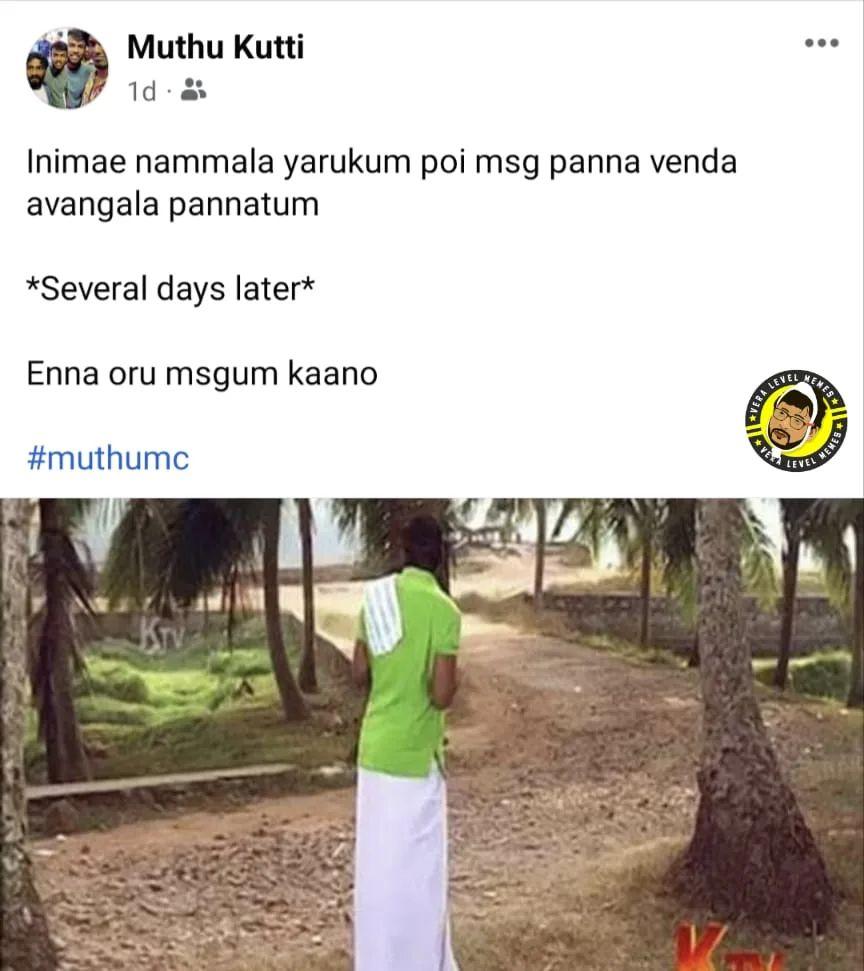 Muthu Kutti
1d ·
Inimae nammala yarukum poi msg panna venda
avangala pannatum
*Several days later*
Enna oru msgum kaano
#muthumc
VERA LEVEL MEMES
VERA LEVEL MEMES
KTV
KTV